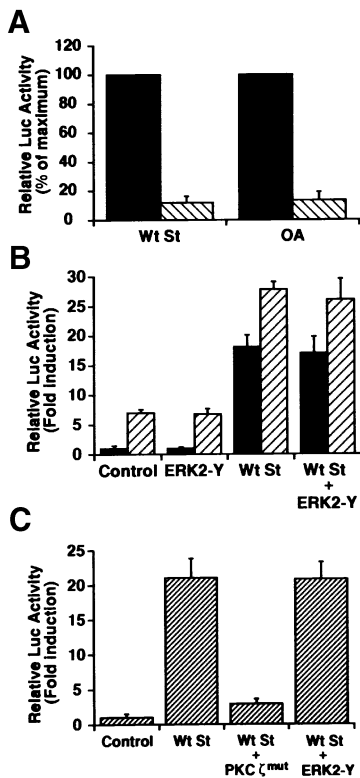 A
Relative Luc Activity
(% of maximum)
120
100
80
60
40
20
0
Wt St OA
B
Relative Luc Activity
(Fold induction)
30
25
20
15
10
5
0
Control ERK2-Y Wt St Wt St
+
ERK2-Y
C
Relative Luc Activity
(Fold induction)
25
20
15
10
5
0
Control Wt St Wt St Wt St
+ +
PKC ζmut ERK2-Y